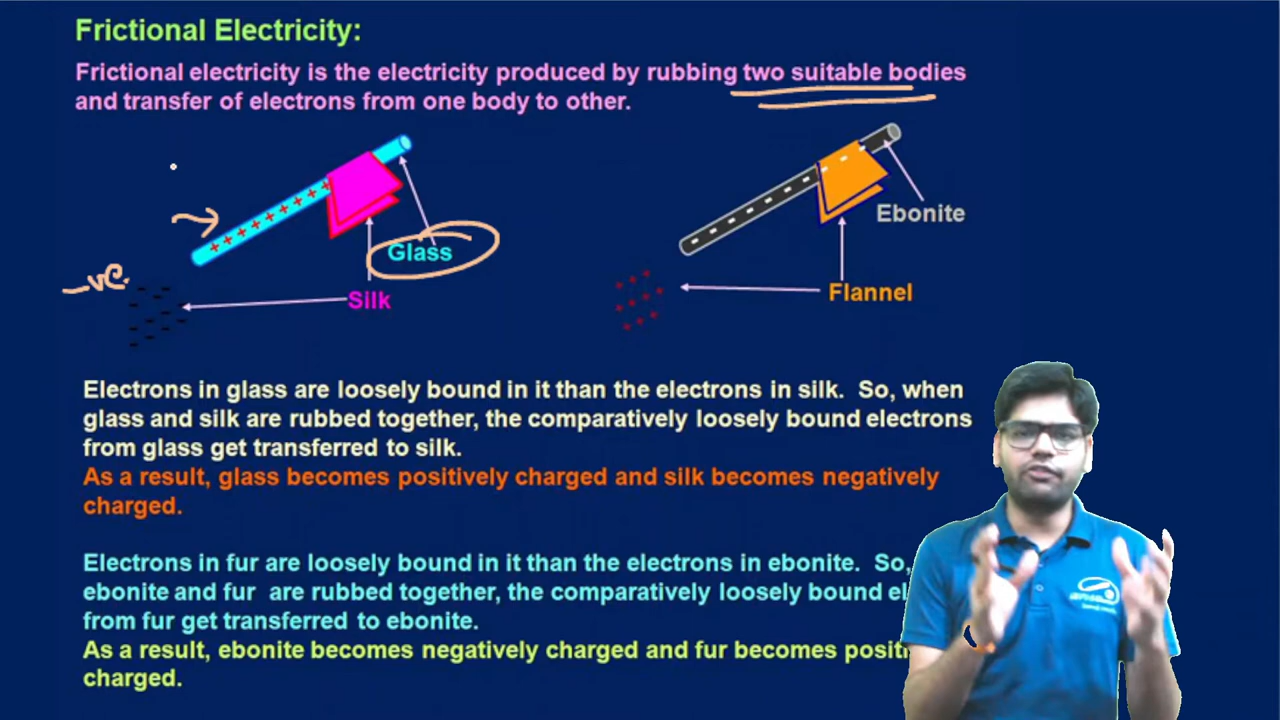 Frictional Electricity:
Frictional electricity is the electricity produced by rubbing two suitable bodies
and transfer of electrons from one body to other.
Ebonite
Glass
-ve.
Silk
Flannel
Electrons in glass are loosely bound in it than the electrons in silk. So, when
glass and silk are rubbed together, the comparatively loosely bound electrons
from glass get transferred to silk.
As a result, glass becomes positively charged and silk becomes negatively
charged.
Electrons in fur are loosely bound in it than the electrons in ebonite. So,
ebonite and fur are rubbed together, the comparatively loosely bound el
from fur get transferred to ebonite.
As a result, ebonite becomes negatively charged and fur becomes positi
charged.